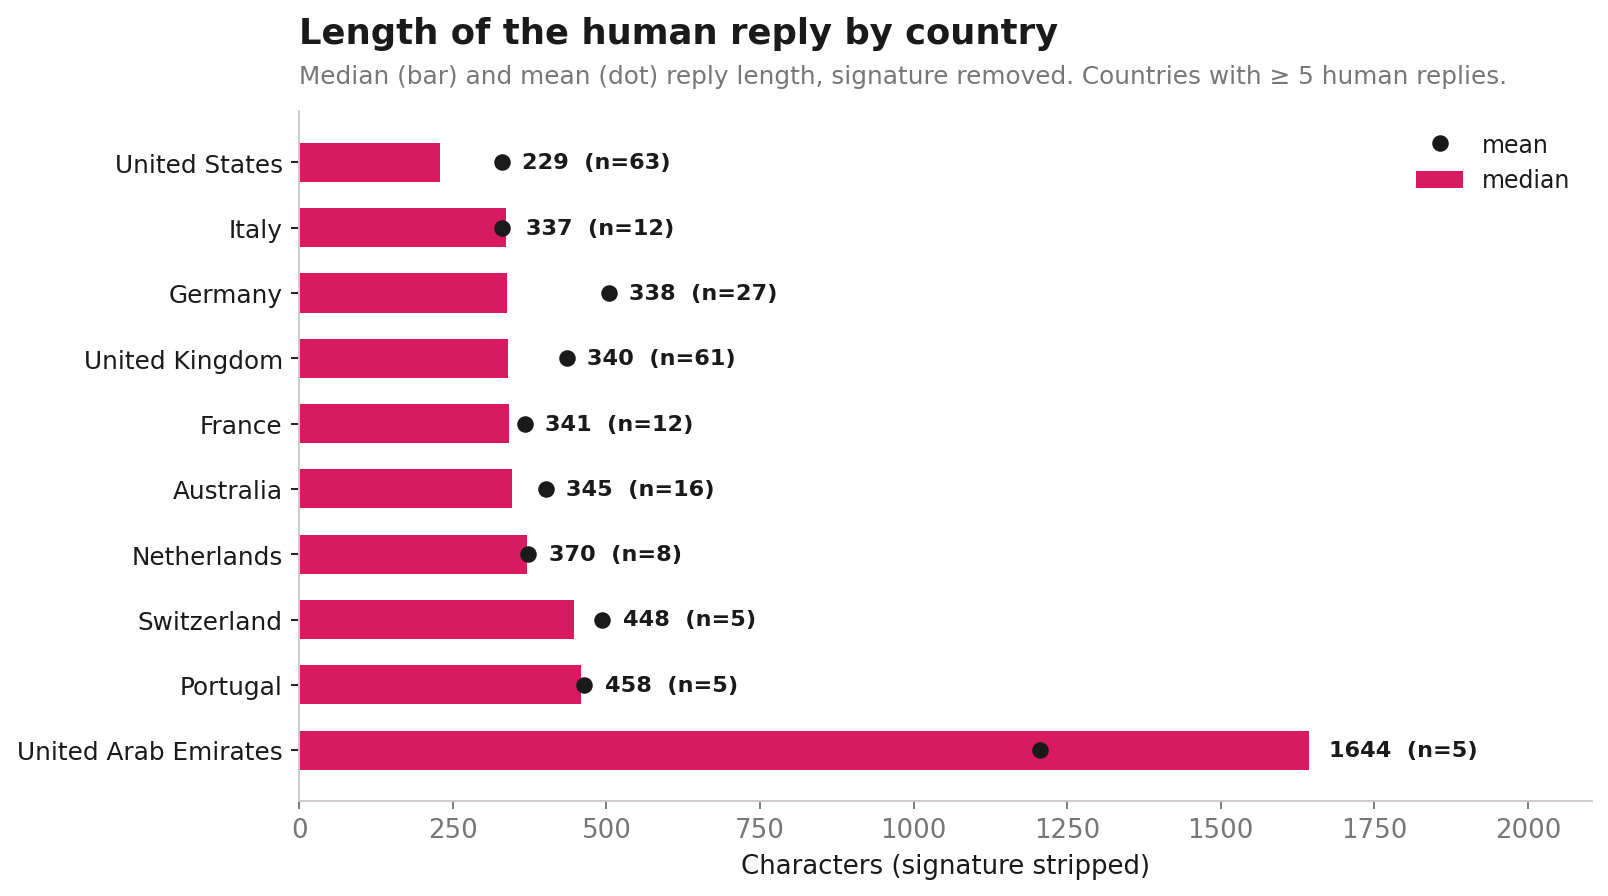 Length of the human reply by country
Median (bar) and mean (dot) reply length, signature removed. Countries with ≥ 5 human replies.
mean
median
United States 229 (n=63)
Italy 337 (n=12)
Germany 338 (n=27)
United Kingdom 340 (n=61)
France 341 (n=12)
Australia 345 (n=16)
Netherlands 370 (n=8)
Switzerland 448 (n=5)
Portugal 458 (n=5)
United Arab Emirates 1644 (n=5)
0 250 500 750 1000 1250 1500 1750 2000
Characters (signature stripped)